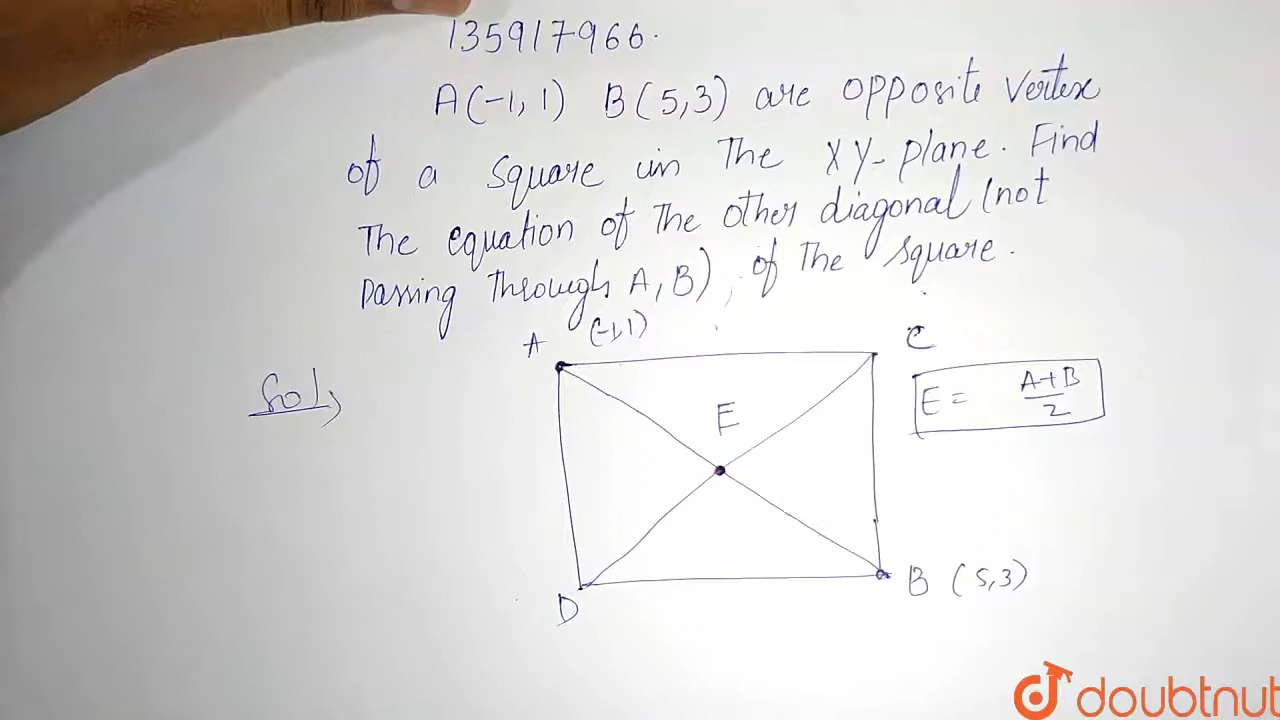 135917966.
A(-1, 1) B(5,3) are opposite vertex
of a square in the XY-plane. Find
The equation of the other diagonal (not
passing through A, B), of the square.
A (-1,1)
C
Sol,
E
E = A+B/2
D
B (5,3)
doubtnut